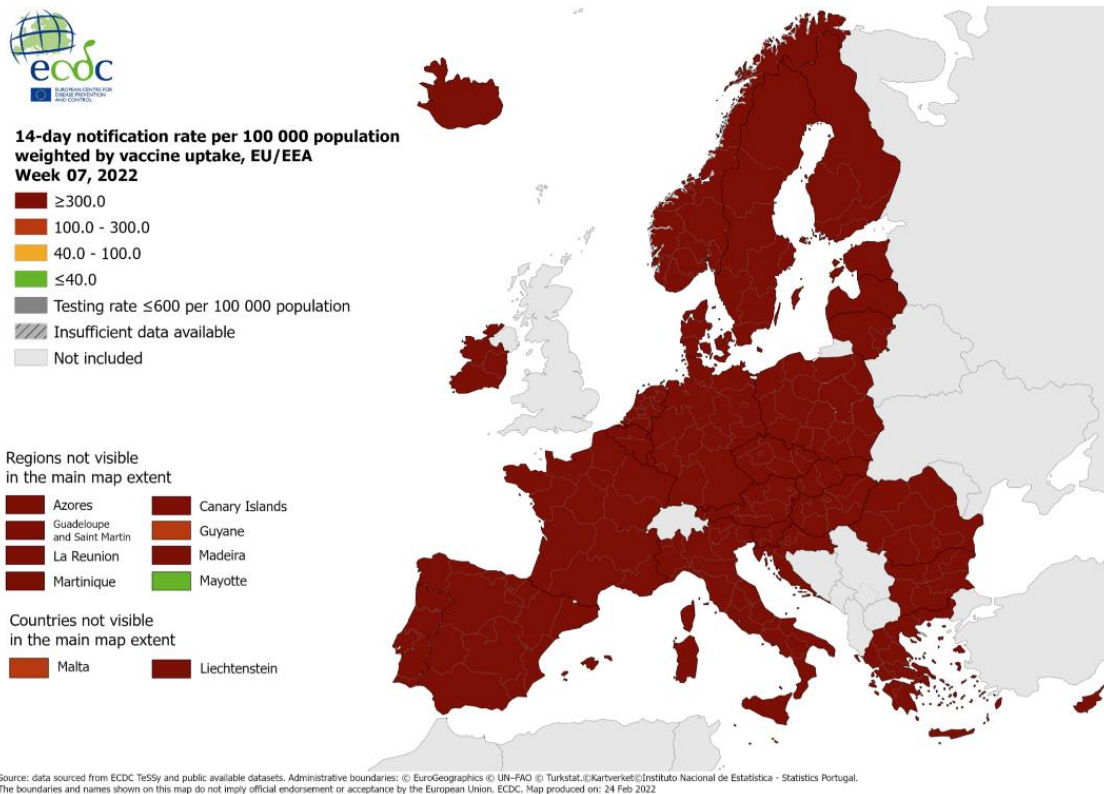 ecdc
EUROPEAN CENTRE FOR
DISEASE PREVENTION
AND CONTROL
14-day notification rate per 100 000 population
weighted by vaccine uptake, EU/EEA
Week 07, 2022
≥300.0
100.0 - 300.0
40.0 - 100.0
≤40.0
Testing rate ≤600 per 100 000 population
Insufficient data available
Not included
Regions not visible
in the main map extent
Azores
Canary Islands
Guadeloupe
and Saint Martin
Guyane
La Reunion
Madeira
Martinique
Mayotte
Countries not visible
in the main map extent
Malta
Liechtenstein
Source: data sourced from ECDC TeSSy and public available datasets. Administrative boundaries: © EuroGeographics © UN–FAO © Turkstat.©Kartverket©Instituto Nacional de Estatística - Statistics Portugal.
The boundaries and names shown on this map do not imply official endorsement or acceptance by the European Union. ECDC. Map produced on: 24 Feb 2022